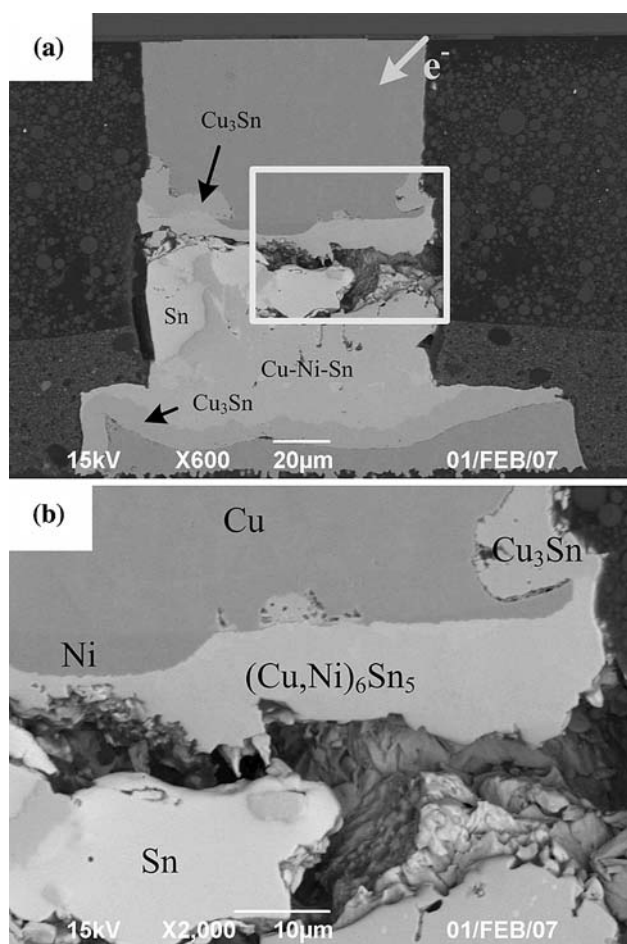 (a)
e⁻
Cu₃Sn
Sn
Cu-Ni-Sn
Cu₃Sn
15kV X600 20μm 01/FEB/07
(b)
Cu
Cu₃Sn
Ni
(Cu,Ni)₆Sn₅
Sn
15kV X2,000 10μm 01/FEB/07